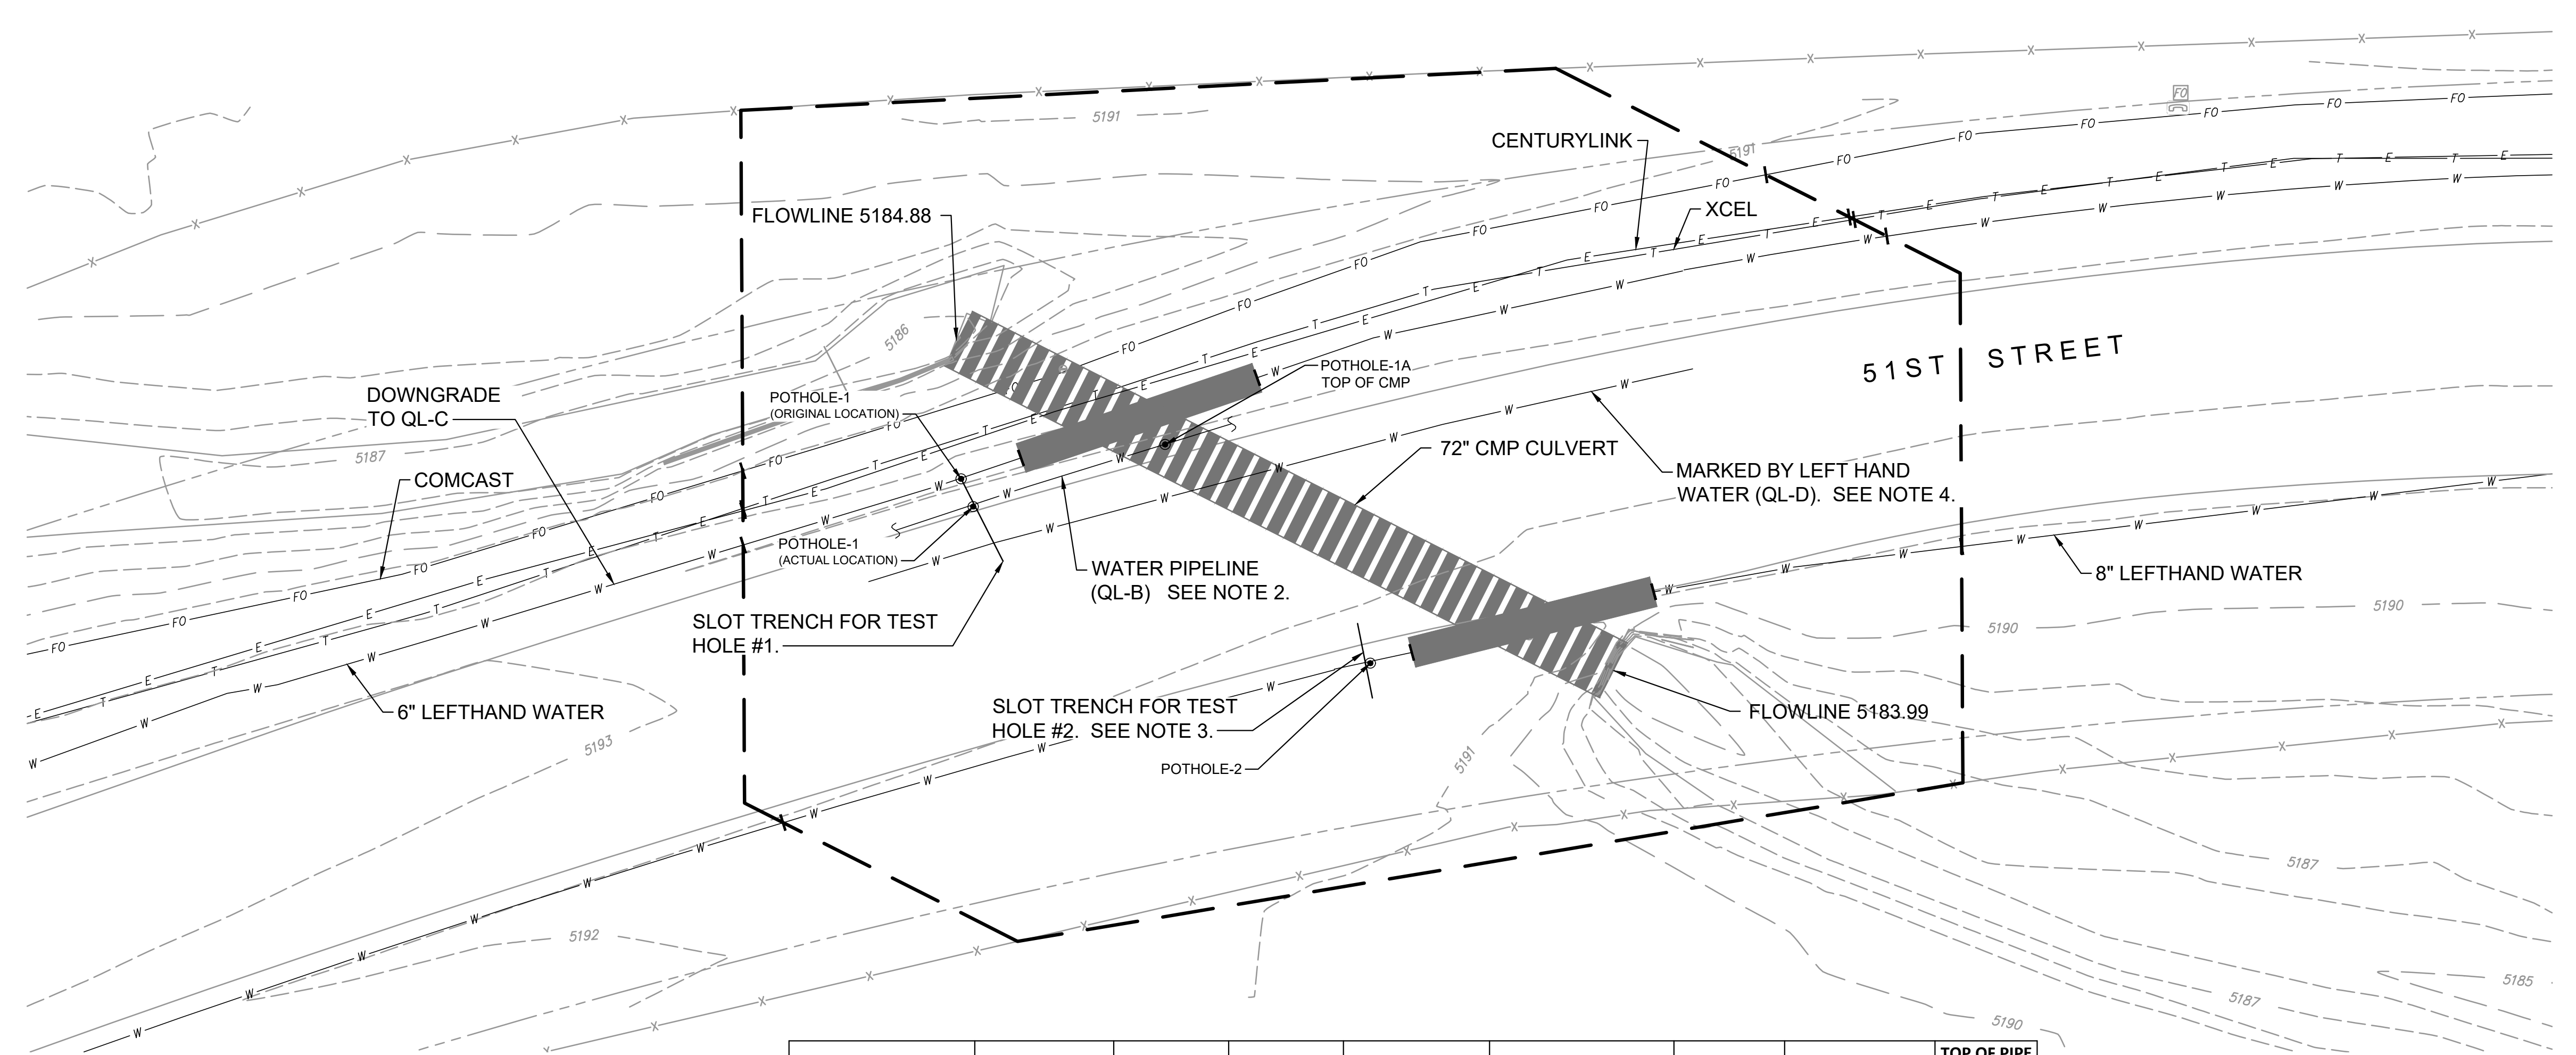 5191
CENTURYLINK
5191
FO
FLOWLINE 5184.88
XCEL
5186
51ST STREET
DOWNGRADE
TO QL-C
POTHOLE-1
(ORIGINAL LOCATION)
POTHOLE-1A
TOP OF CMP
5187
COMCAST
72" CMP CULVERT
MARKED BY LEFT HAND
WATER (QL-D). SEE NOTE 4.
POTHOLE-1
(ACTUAL LOCATION)
WATER PIPELINE
(QL-B) SEE NOTE 2.
8" LEFTHAND WATER
SLOT TRENCH FOR TEST
HOLE #1.
5190
5190
6" LEFTHAND WATER
SLOT TRENCH FOR TEST
HOLE #2. SEE NOTE 3.
FLOWLINE 5183.99
5193
5191
POTHOLE-2
5187
5192
5185
5187
5190
TOP OF PIPE